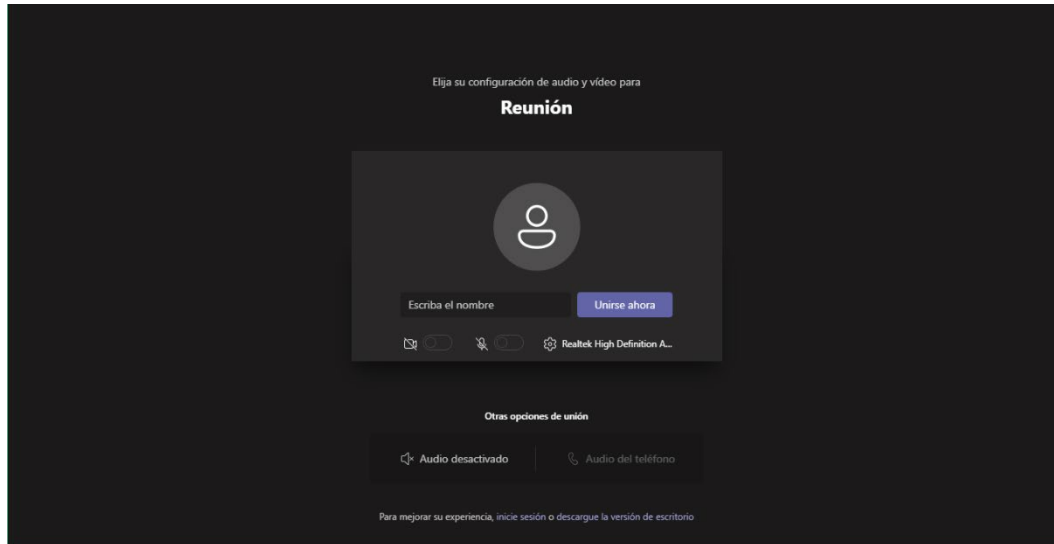 Elija su configuración de audio y vídeo para
Reunión
Escriba el nombre
Unirse ahora
Realtek High Definition A...
Otras opciones de unión
Audio desactivado
Audio del teléfono
Para mejorar su experiencia, inicie sesión o descargue la versión de escritorio